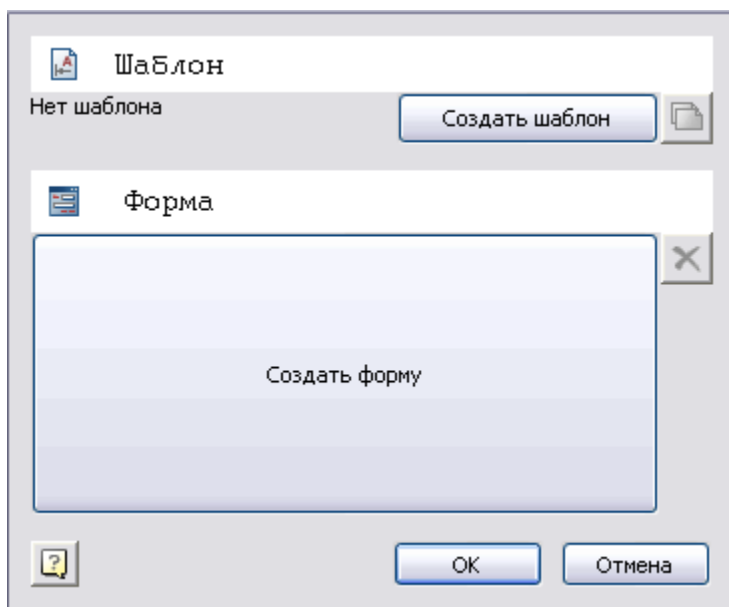 Шаблон
Нет шаблона
Создать шаблон
Форма
Создать форму
OK
Отмена